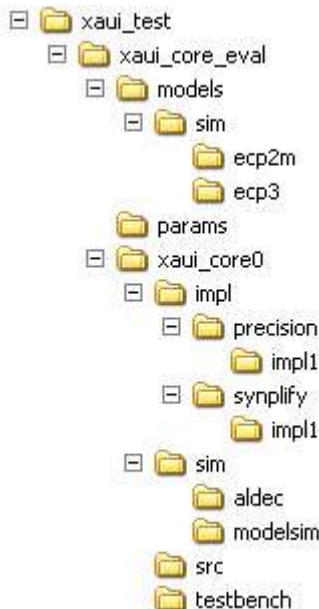 xaui_test
xaui_core_eval
models
sim
ecp2m
ecp3
params
xaui_core0
impl
precision
impl1
synplify
impl1
sim
aldec
modelsim
src
testbench